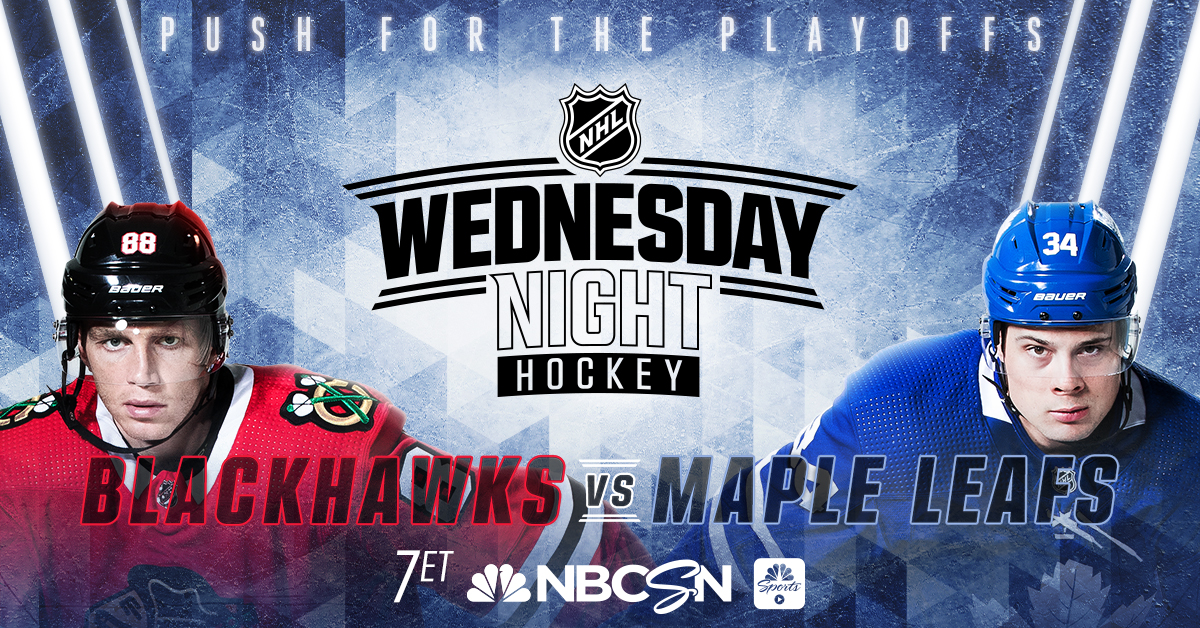 PUSH FOR THE PLAYOFFS
NHL
WEDNESDAY
NIGHT
HOCKEY
88
BAUER
34
BAUER
BLACKHAWKS VS MAPLE LEAFS
7ET NBCSN Sports